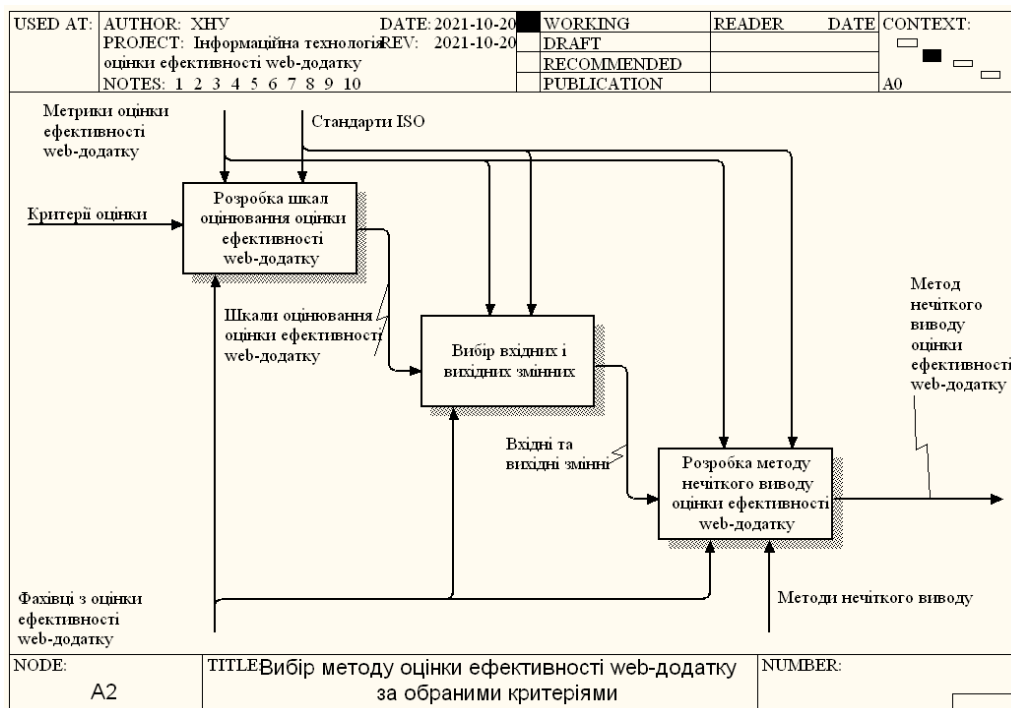 USED AT:
AUTHOR: ХНУ
DATE: 2021-10-20
WORKING
READER
DATE
CONTEXT:
PROJECT: Інформаційна технологія
REV: 2021-10-20
DRAFT
оцінки ефективності web-додатку
RECOMMENDED
NOTES: 1 2 3 4 5 6 7 8 9 10
PUBLICATION
A0
Метрики оцінки
ефективності
web-додатку
Стандарти ISO
Критерії оцінки
Розробка шкал
оцінювання оцінки
ефективності
web-додатку
Шкали оцінювання
оцінки ефективності
web-додатку
Вибір вхідних і
вихідних змінних
Метод
нечіткого
виводу
оцінки
ефективності
web-додатку
Вхідні та
вихідні змінні
Розробка методу
нечіткого виводу
оцінки ефективності
web-додатку
Фахівці з оцінки
ефективності
web-додатку
Методи нечіткого виводу
NODE:
A2
TITLE:
Вибір методу оцінки ефективності web-додатку
за обраними критеріями
NUMBER: